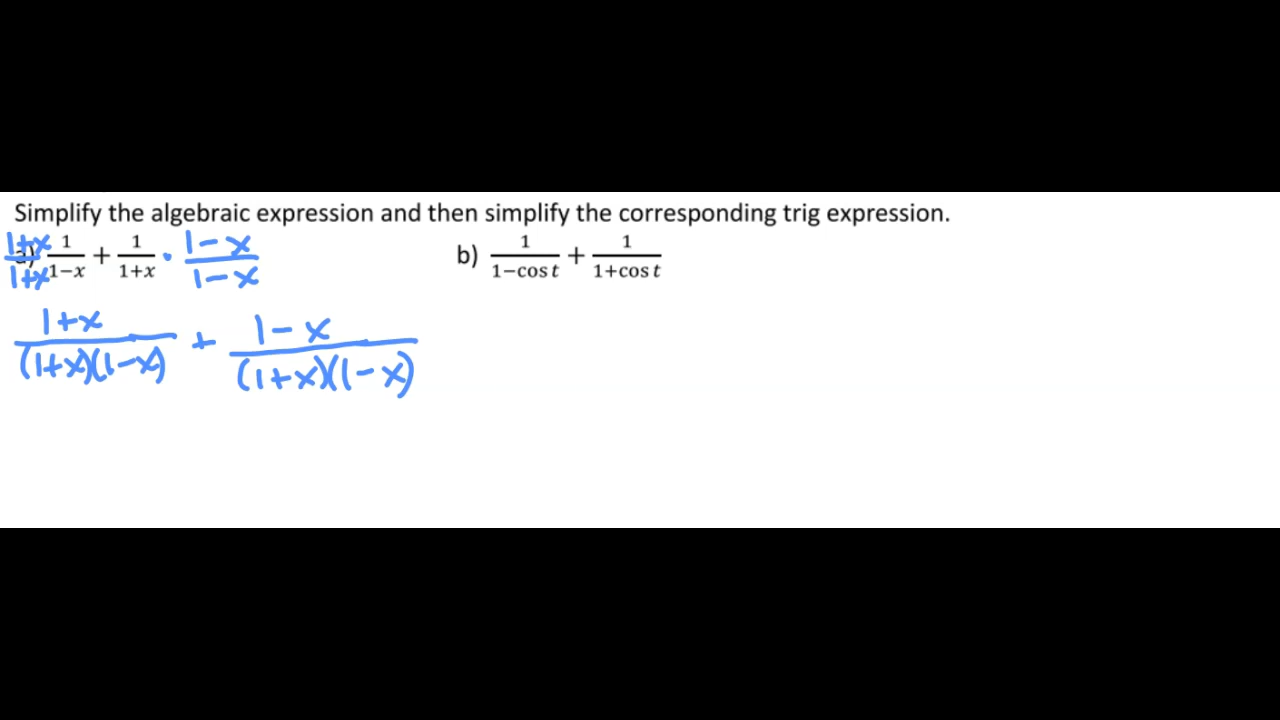 Simplify the algebraic expression and then simplify the corresponding trig expression.
(1+x)/(1+x) a) 1/(1−x) + 1/(1+x) · (1−x)/(1−x) b) 1/(1−cos t) + 1/(1+cos t)
(1+x)/((1+x)(1−x)) + (1−x)/((1+x)(1−x))